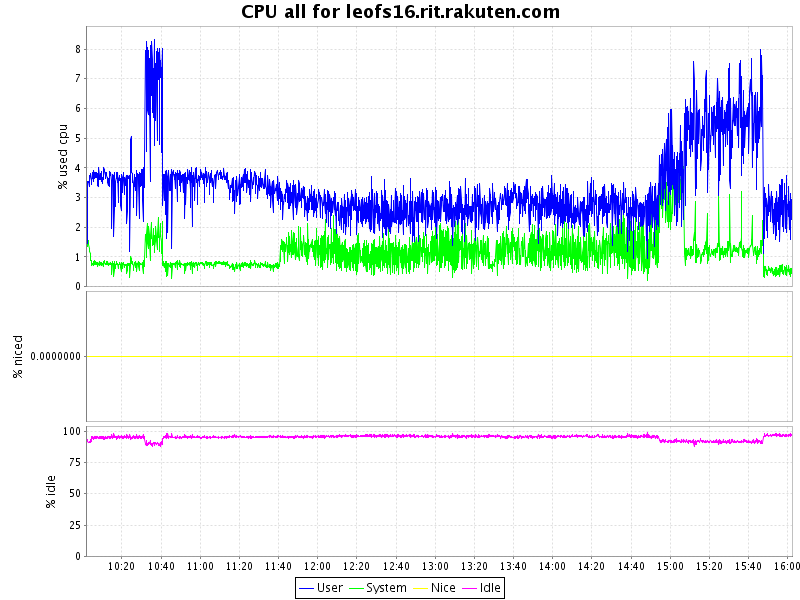 CPU all for leofs16.rit.rakuten.com
% used cpu
8
7
6
5
4
3
2
1
0
% niced
0.0000000
% idle
100
75
50
25
0
10:20 10:40 11:00 11:20 11:40 12:00 12:20 12:40 13:00 13:20 13:40 14:00 14:20 14:40 15:00 15:20 15:40 16:00
User System Nice Idle